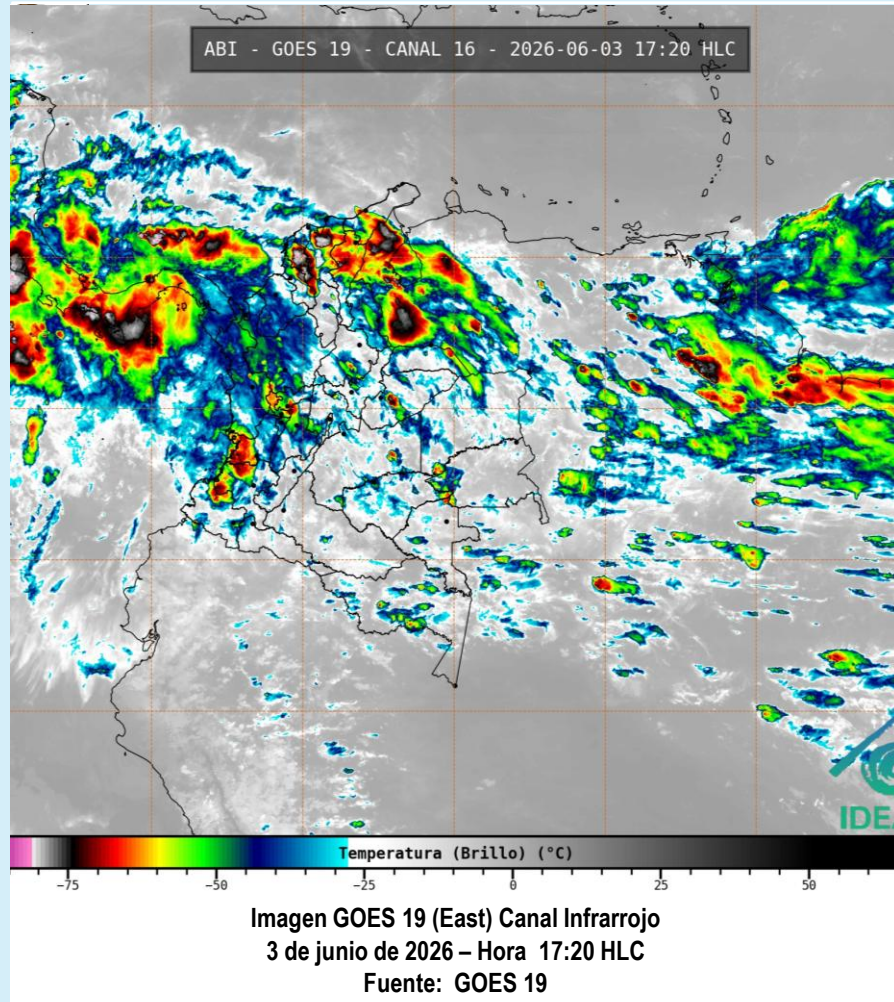 ABI - GOES 19 - CANAL 16 - 2026-06-03 17:20 HLC
Temperatura (Brillo) (°C)
−75 −50 −25 0 25 50
Imagen GOES 19 (East) Canal Infrarrojo
3 de junio de 2026 – Hora 17:20 HLC
Fuente: GOES 19